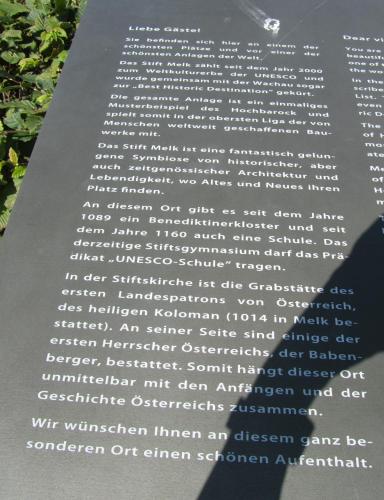 Liebe Gäste!
Sie befinden sich hier an einem der
schönsten Plätze und vor einer der
schönsten Anlagen der Welt.
Das Stift Melk zählt seit dem Jahr 2000
zum Weltkulturerbe der UNESCO und
wurde gemeinsam mit der Wachau sogar
zur „Best Historic Destination" gekürt.
Die gesamte Anlage ist ein einmaliges
Musterbeispiel des Hochbarock und
spielt somit in der obersten Liga der von
Menschen weltweit geschaffenen Bau-
werke mit.
Das Stift Melk ist eine fantastisch gelun-
gene Symbiose von historischer, aber
auch zeitgenössischer Architektur und
Lebendigkeit, wo Altes und Neues ihren
Platz finden.
An diesem Ort gibt es seit dem Jahre
1089 ein Benediktinerkloster und seit
dem Jahre 1160 auch eine Schule. Das
derzeitige Stiftsgymnasium darf das Prä-
dikat „UNESCO-Schule" tragen.
In der Stiftskirche ist die Grabstätte des
ersten Landespatrons von Österreich,
des heiligen Koloman (1014 in Melk be-
stattet). An seiner Seite sind einige der
ersten Herrscher Österreichs, der Baben-
berger, bestattet. Somit hängt dieser Ort
unmittelbar mit den Anfängen und der
Geschichte Österreichs zusammen.
Wir wünschen Ihnen an diesem ganz be-
sonderen Ort einen schönen Aufenthalt.
Dear
You are
In the
List.
The
of H